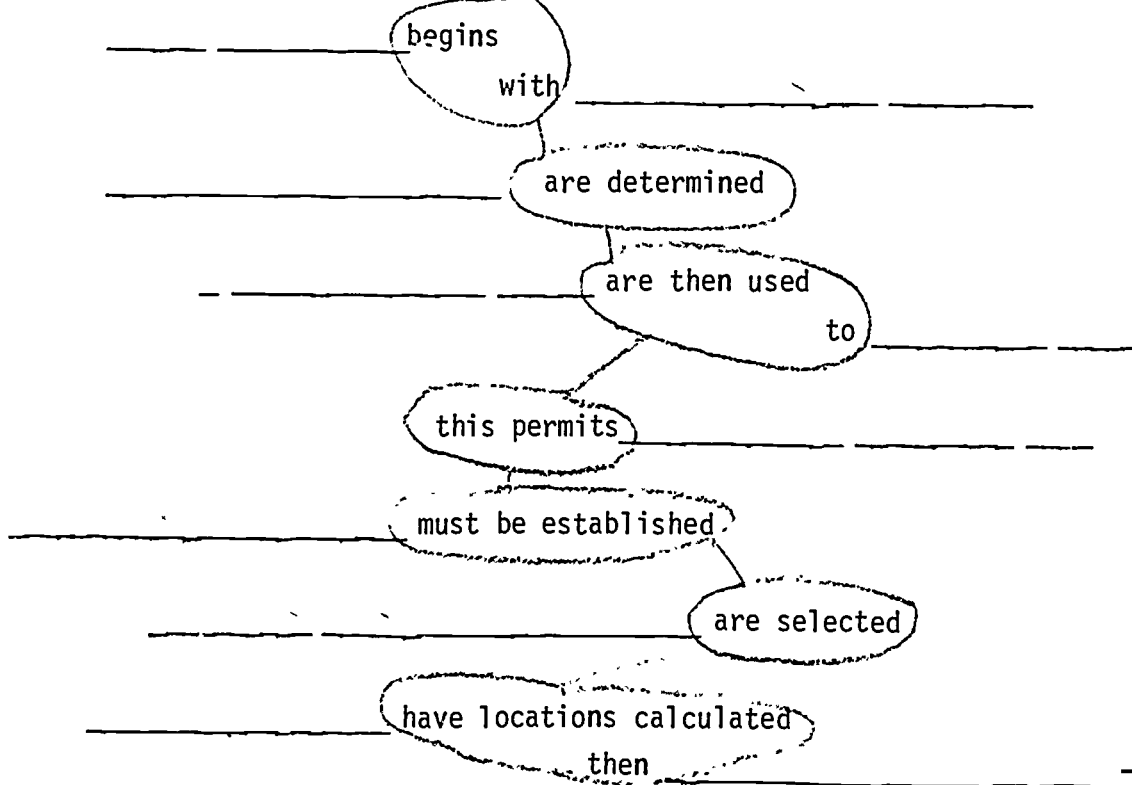 begins
with
are determined
are then used
to
this permits
must be established
are selected
have locations calculated
then